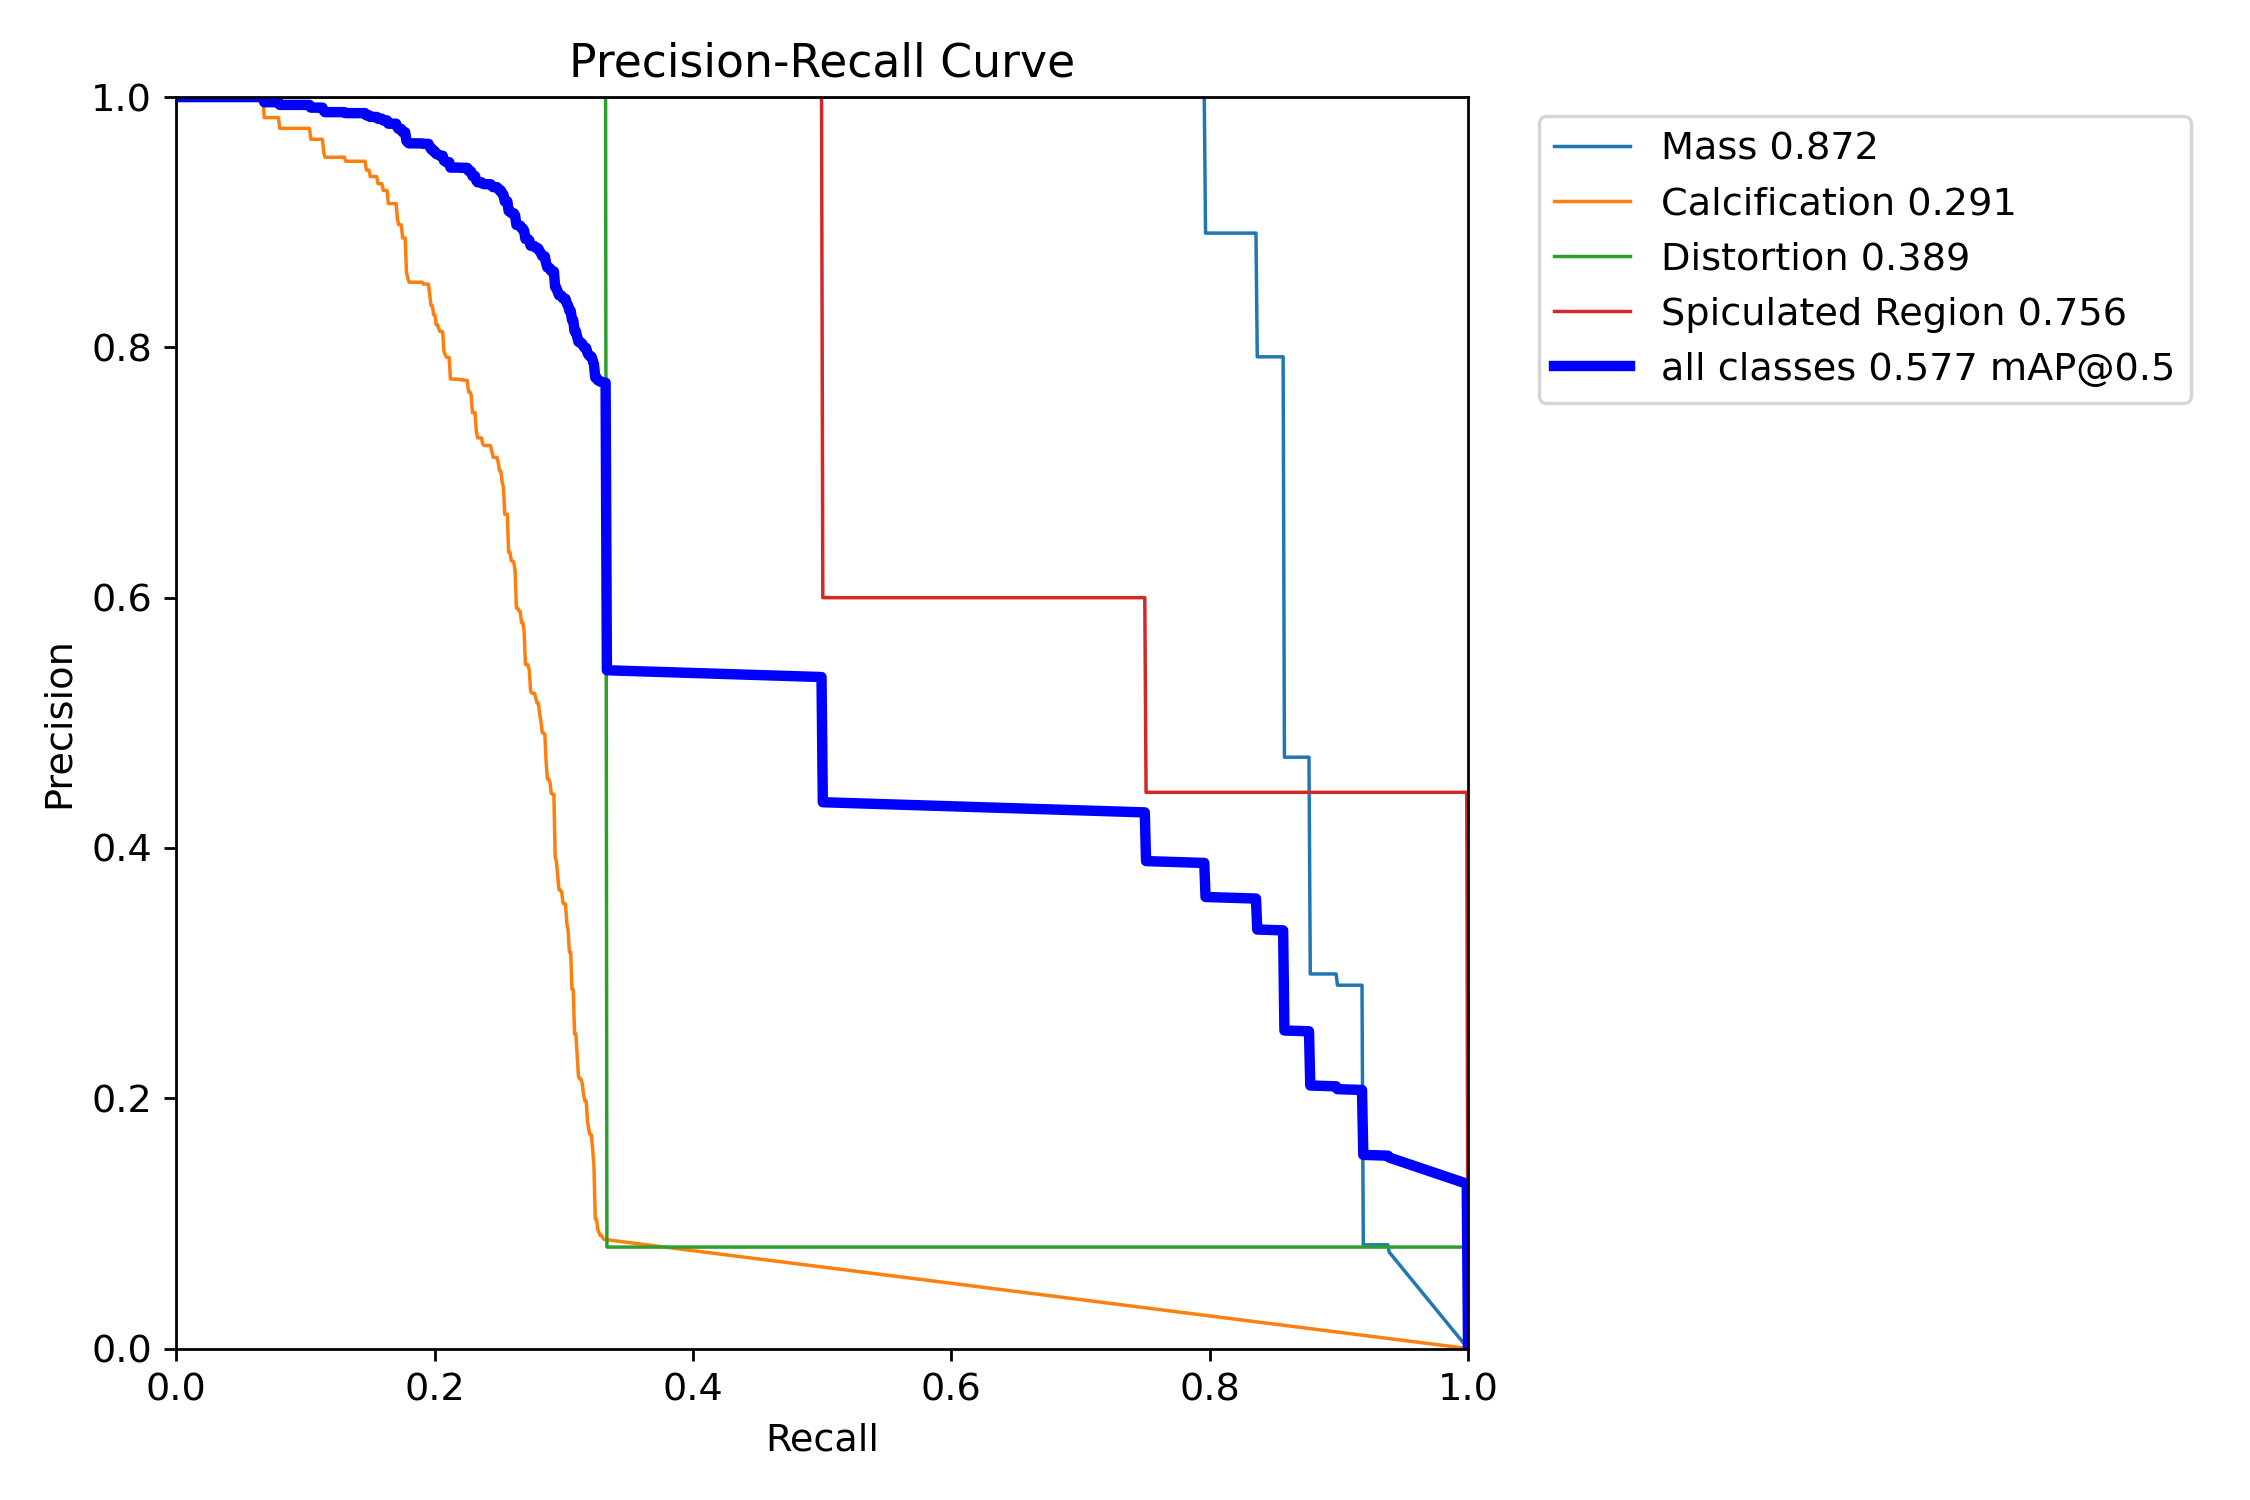 Precision-Recall Curve
Mass 0.872
Calcification 0.291
Distortion 0.389
Spiculated Region 0.756
all classes 0.577 mAP@0.5
Precision
1.0
0.8
0.6
0.4
0.2
0.0
0.0 0.2 0.4 0.6 0.8 1.0
Recall